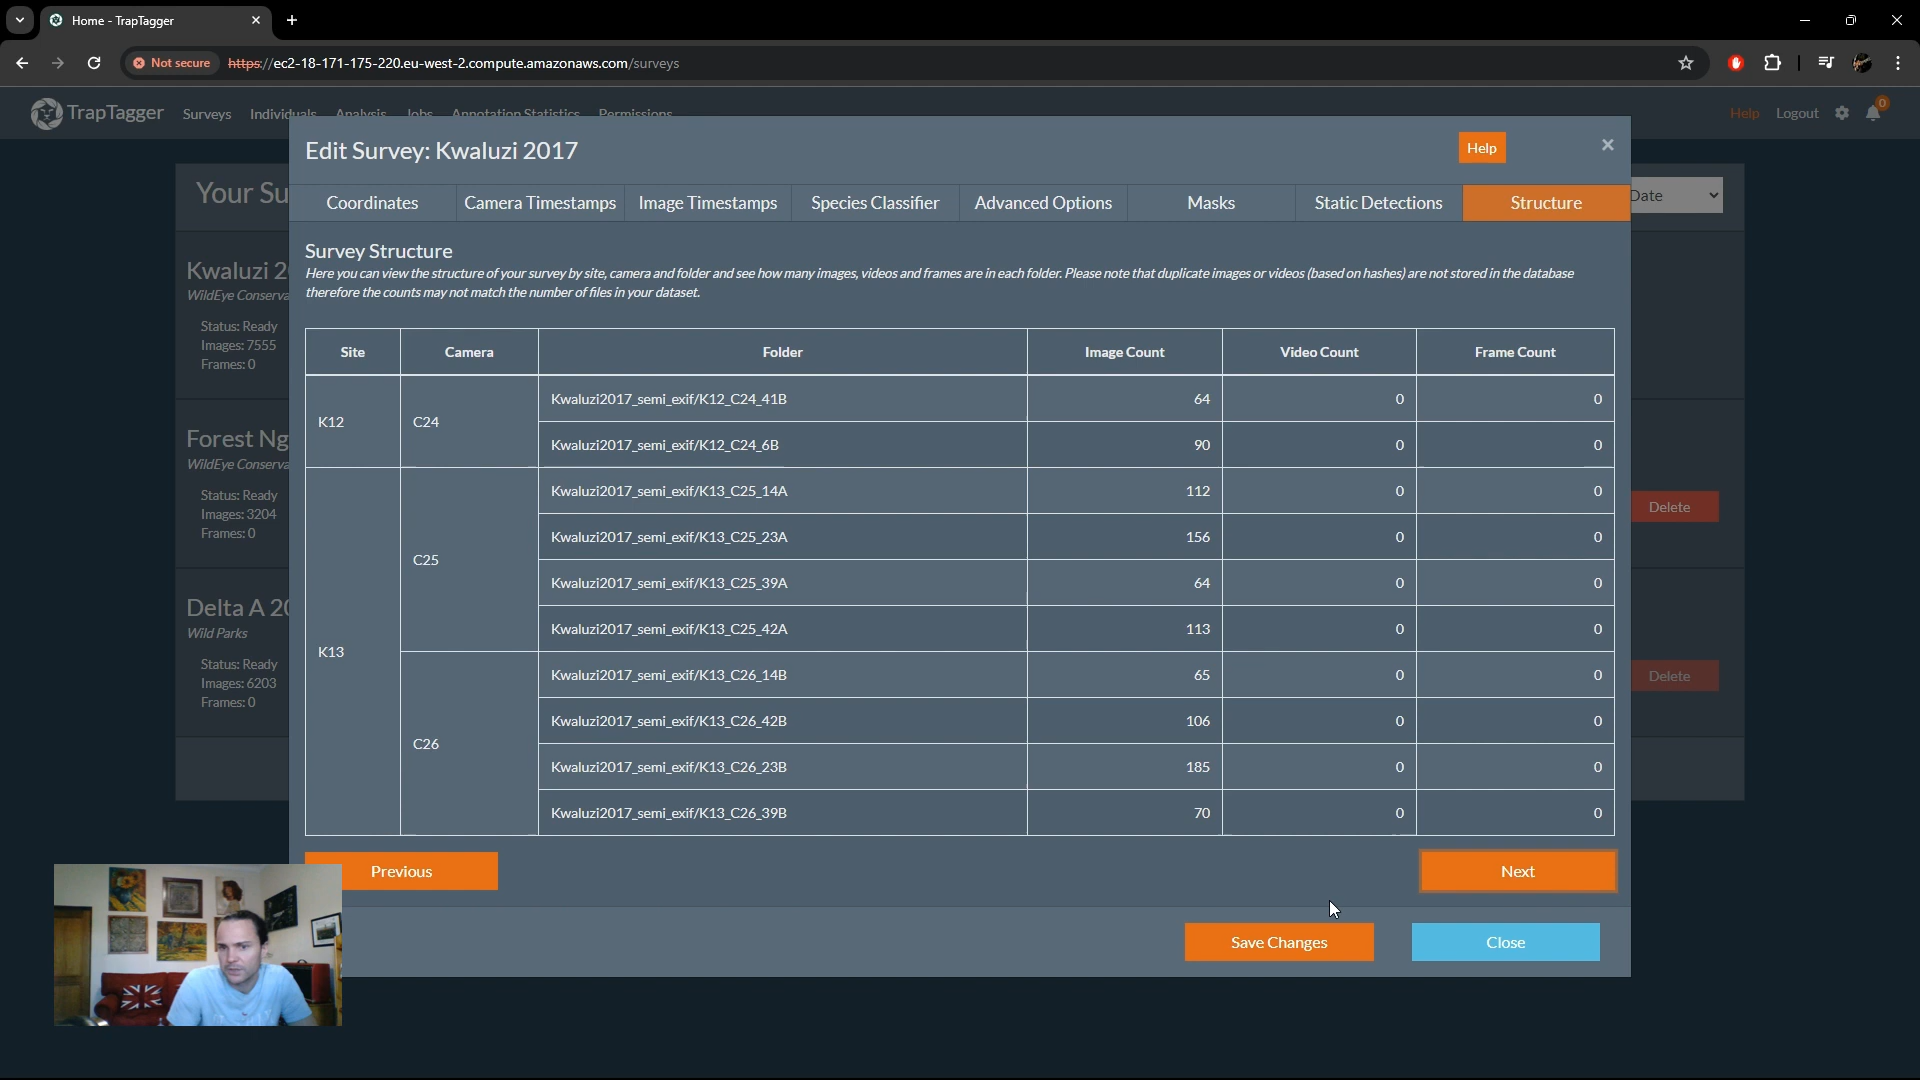 Home - TrapTagger
Not secure https://ec2-18-171-175-220.eu-west-2.compute.amazonaws.com/surveys
TrapTagger Surveys Individuals Analysis Jobs Annotation Statistics Permissions Help Logout 0
Edit Survey: Kwaluzi 2017 Help ×
Your Su Date
Coordinates Camera Timestamps Image Timestamps Species Classifier Advanced Options Masks Static Detections Structure
Survey Structure
Here you can view the structure of your survey by site, camera and folder and see how many images, videos and frames are in each folder. Please note that duplicate images or videos (based on hashes) are not stored in the database
therefore the counts may not match the number of files in your dataset.
Kwaluzi 2
WildEye Conserva
Status: Ready
Images: 7555
Frames: 0
Forest Ng
WildEye Conserva
Status: Ready
Images: 3204
Frames: 0
Delete
Delta A 20
Wild Parks
Status: Ready
Images: 6203
Frames: 0
Delete
Site Camera Folder Image Count Video Count Frame Count
K12 C24 Kwaluzi2017_semi_exif/K12_C24_41B 64 0 0
Kwaluzi2017_semi_exif/K12_C24_6B 90 0 0
K13 C25 Kwaluzi2017_semi_exif/K13_C25_14A 112 0 0
Kwaluzi2017_semi_exif/K13_C25_23A 156 0 0
Kwaluzi2017_semi_exif/K13_C25_39A 64 0 0
Kwaluzi2017_semi_exif/K13_C25_42A 113 0 0
C26 Kwaluzi2017_semi_exif/K13_C26_14B 65 0 0
Kwaluzi2017_semi_exif/K13_C26_42B 106 0 0
Kwaluzi2017_semi_exif/K13_C26_23B 185 0 0
Kwaluzi2017_semi_exif/K13_C26_39B 70 0 0
Previous Next
Save Changes Close